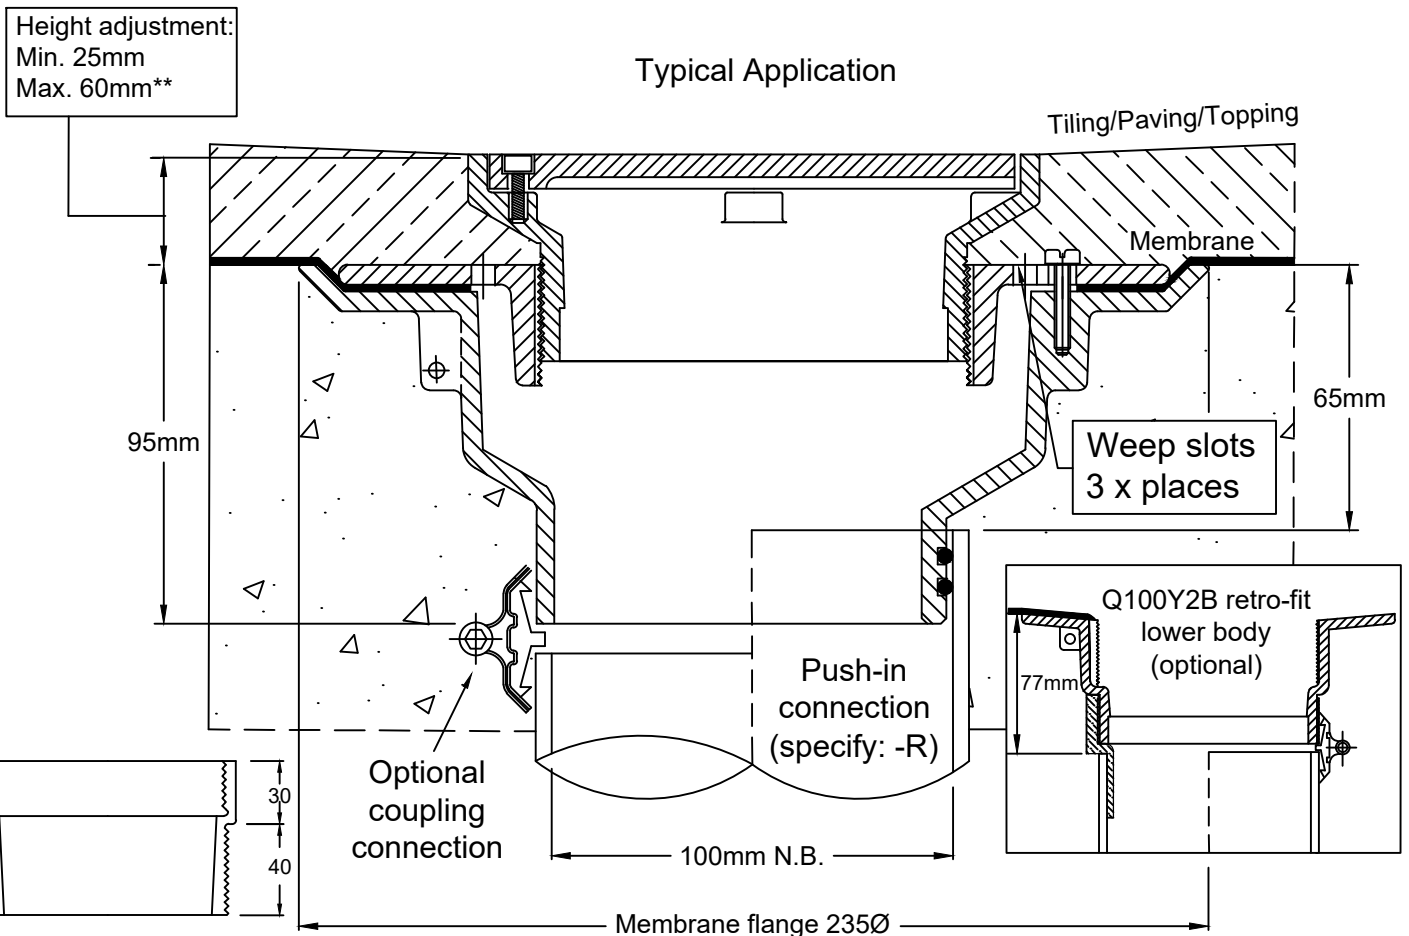 Height adjustment:
Min. 25mm
Max. 60mm**
Typical Application
Tiling/Paving/Topping
Membrane
95mm
65mm
Weep slots
3 x places
Q100Y2B retro-fit
lower body
(optional)
77mm
Push-in
connection
(specify: -R)
Optional
coupling
connection
30
40
100mm N.B.
Membrane flange 235Ø